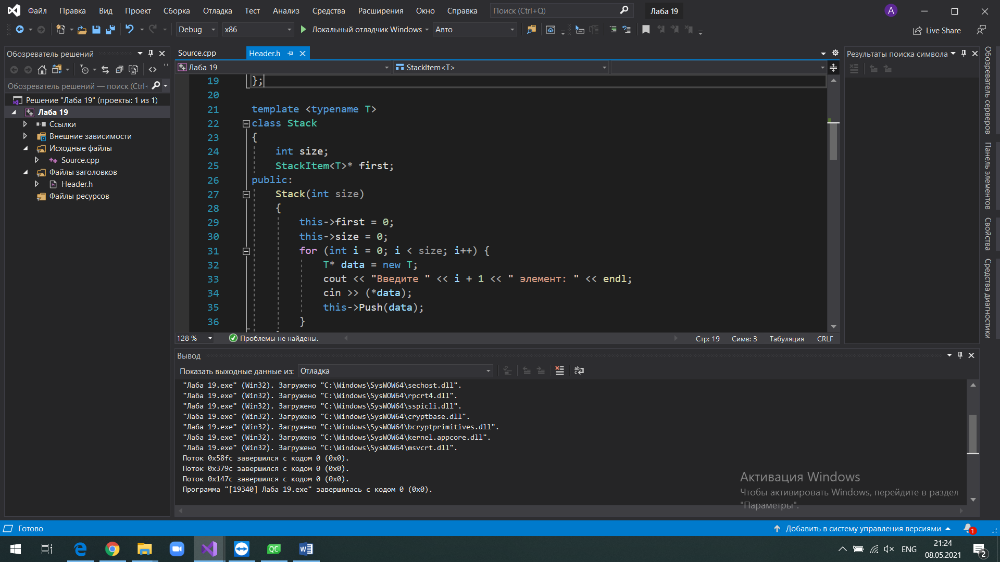 Файл Правка Вид Проект Сборка Отладка Тест Анализ Средства Расширения Окно Справка Поиск (Ctrl+Q) Лаба 19 A
Debug x86 Локальный отладчик Windows Авто Live Share
Обозреватель решений
Обозреватель решений — поиск (Ctrl+
Решение "Лаба 19" (проекты: 1 из 1)
Лаба 19
Ссылки
Внешние зависимости
Исходные файлы
Source.cpp
Файлы заголовков
Header.h
Файлы ресурсов
Source.cpp Header.h
Лаба 19 StackItem<T>
19 };
20
21 template <typename T>
22 class Stack
23 {
24 int size;
25 StackItem<T>* first;
26 public:
27 Stack(int size)
28 {
29 this->first = 0;
30 this->size = 0;
31 for (int i = 0; i < size; i++) {
32 T* data = new T;
33 cout << "Введите " << i + 1 << " элемент: " << endl;
34 cin >> (*data);
35 this->Push(data);
36 }
128 % Проблемы не найдены. Стр: 19 Симв: 3 Табуляция CRLF
Результаты поиска символа
Обозреватель серверов
Панель элементов
Свойства
Средства диагностики
Вывод
Показать выходные данные из: Отладка
"Лаба 19.exe" (Win32). Загружено "C:\Windows\SysWOW64\sechost.dll".
"Лаба 19.exe" (Win32). Загружено "C:\Windows\SysWOW64\rpcrt4.dll".
"Лаба 19.exe" (Win32). Загружено "C:\Windows\SysWOW64\sspicli.dll".
"Лаба 19.exe" (Win32). Загружено "C:\Windows\SysWOW64\cryptbase.dll".
"Лаба 19.exe" (Win32). Загружено "C:\Windows\SysWOW64\bcryptprimitives.dll".
"Лаба 19.exe" (Win32). Загружено "C:\Windows\SysWOW64\kernel.appcore.dll".
"Лаба 19.exe" (Win32). Загружено "C:\Windows\SysWOW64\msvcrt.dll".
Поток 0x58fc завершился с кодом 0 (0x0).
Поток 0x379c завершился с кодом 0 (0x0).
Поток 0x147c завершился с кодом 0 (0x0).
Программа "[19340] Лаба 19.exe" завершилась с кодом 0 (0x0).
Активация Windows
Чтобы активировать Windows, перейдите в раздел
"Параметры".
Готово Добавить в систему управления версиями 1
QC ENG 21:24
08.05.2021 2